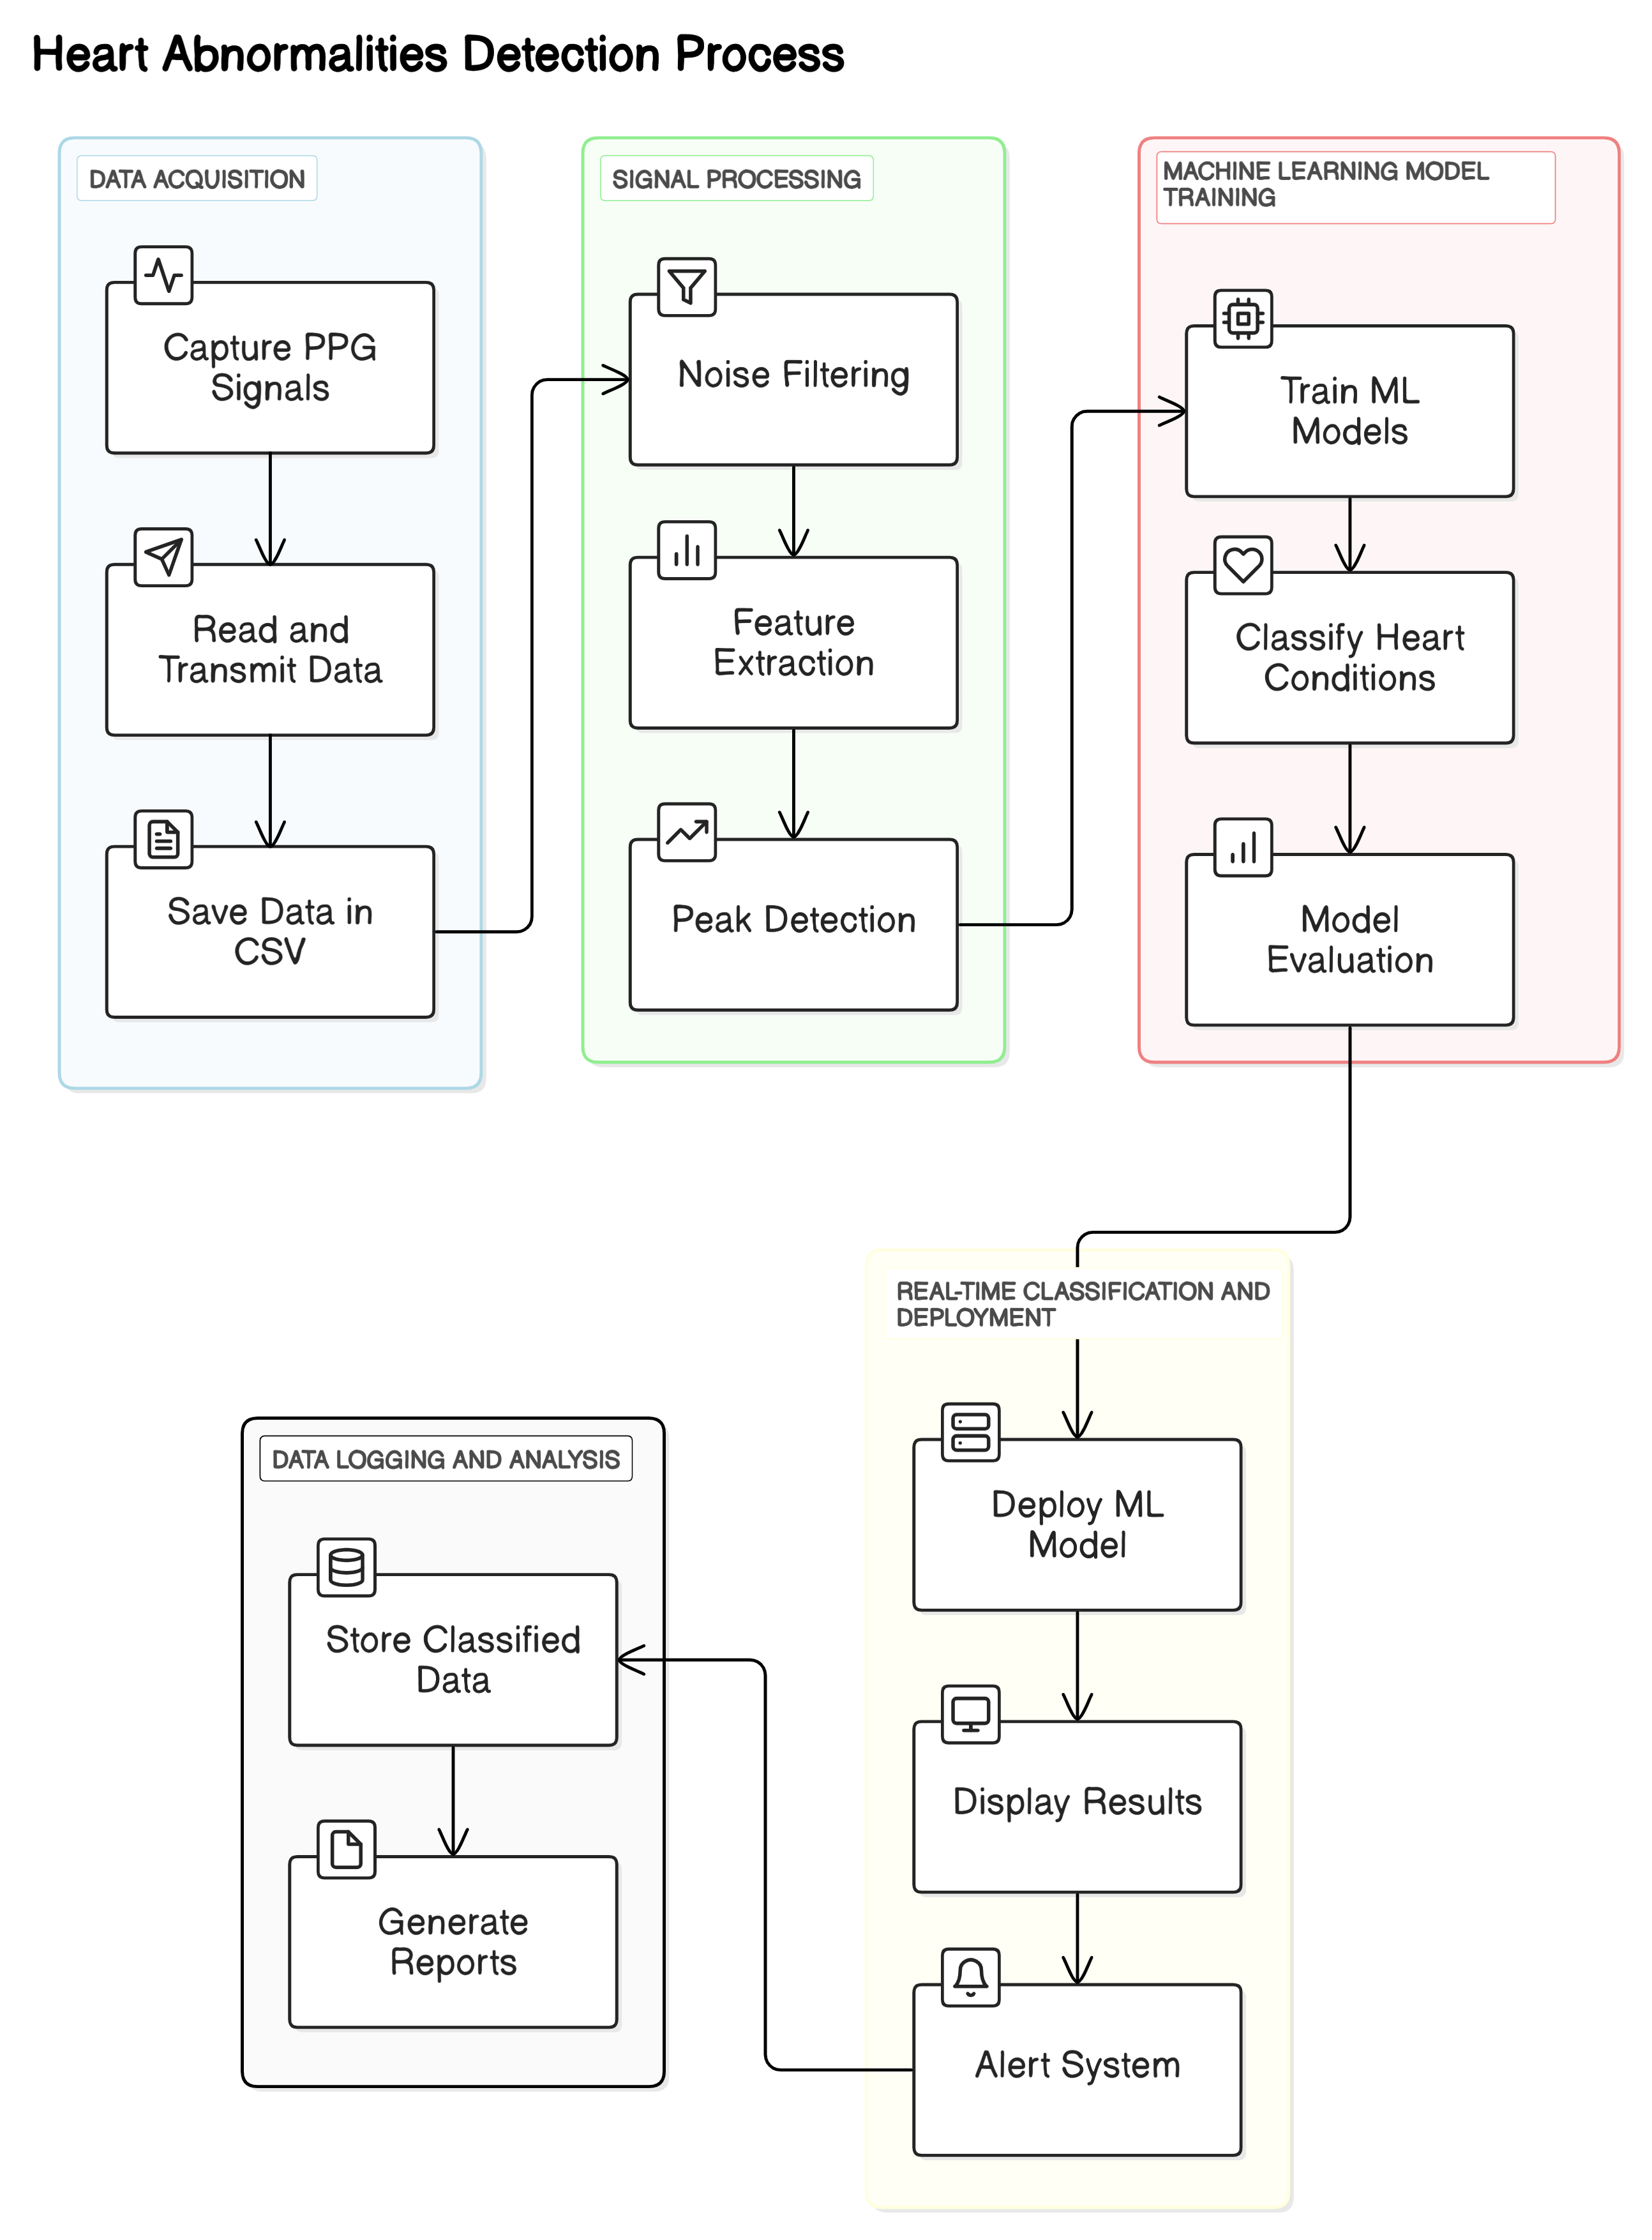 Heart Abnormalities Detection Process
DATA ACQUISITION
Capture PPG
Signals
Read and
Transmit Data
Save Data in
CSV
SIGNAL PROCESSING
Noise Filtering
Feature
Extraction
Peak Detection
MACHINE LEARNING MODEL
TRAINING
Train ML
Models
Classify Heart
Conditions
Model
Evaluation
REAL-TIME CLASSIFICATION AND
DEPLOYMENT
Deploy ML
Model
Display Results
Alert System
DATA LOGGING AND ANALYSIS
Store Classified
Data
Generate
Reports